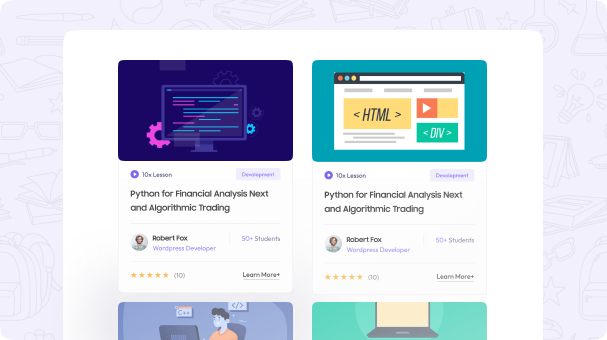 < HTML >
< DIV >
10x Lesson
Development
Python for Financial Analysis Next
and Algorithmic Trading
Robert Fox
Wordpress Developer
50+ Students
(10)
Learn More+
10x Lesson
Development
Python for Financial Analysis Next
and Algorithmic Trading
Robert Fox
Wordpress Developer
50+ Students
(10)
Learn More+
C++
</>